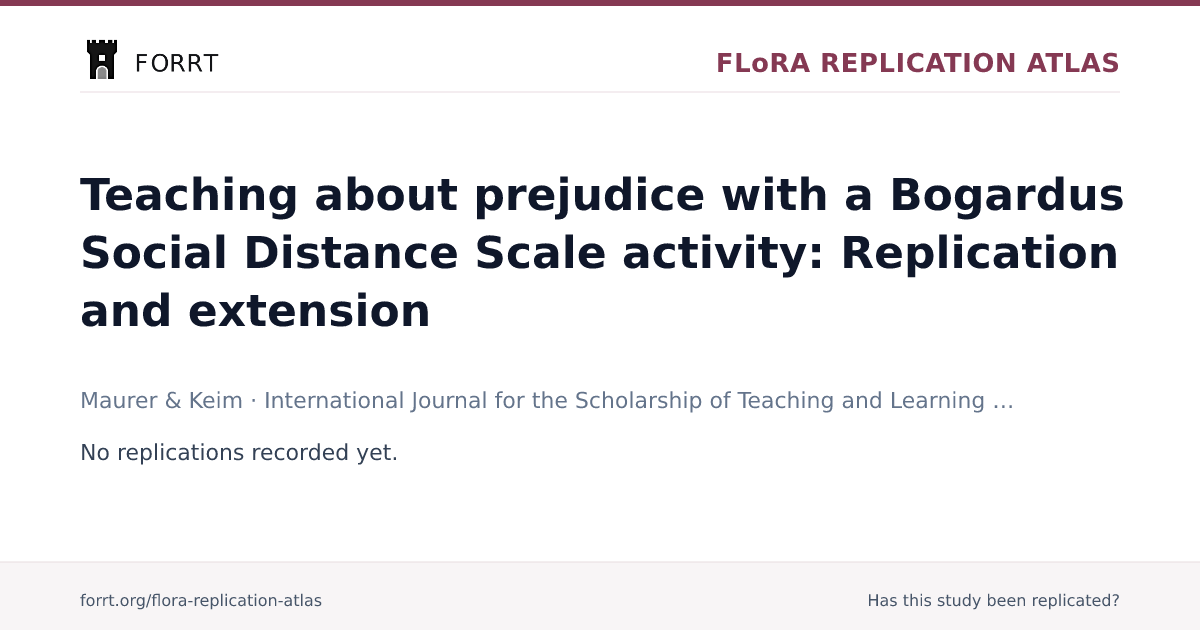 FORRT
FLoRA REPLICATION ATLAS
Teaching about prejudice with a Bogardus
Social Distance Scale activity: Replication
and extension
Maurer & Keim · International Journal for the Scholarship of Teaching and Learning …
No replications recorded yet.
forrt.org/flora-replication-atlas
Has this study been replicated?